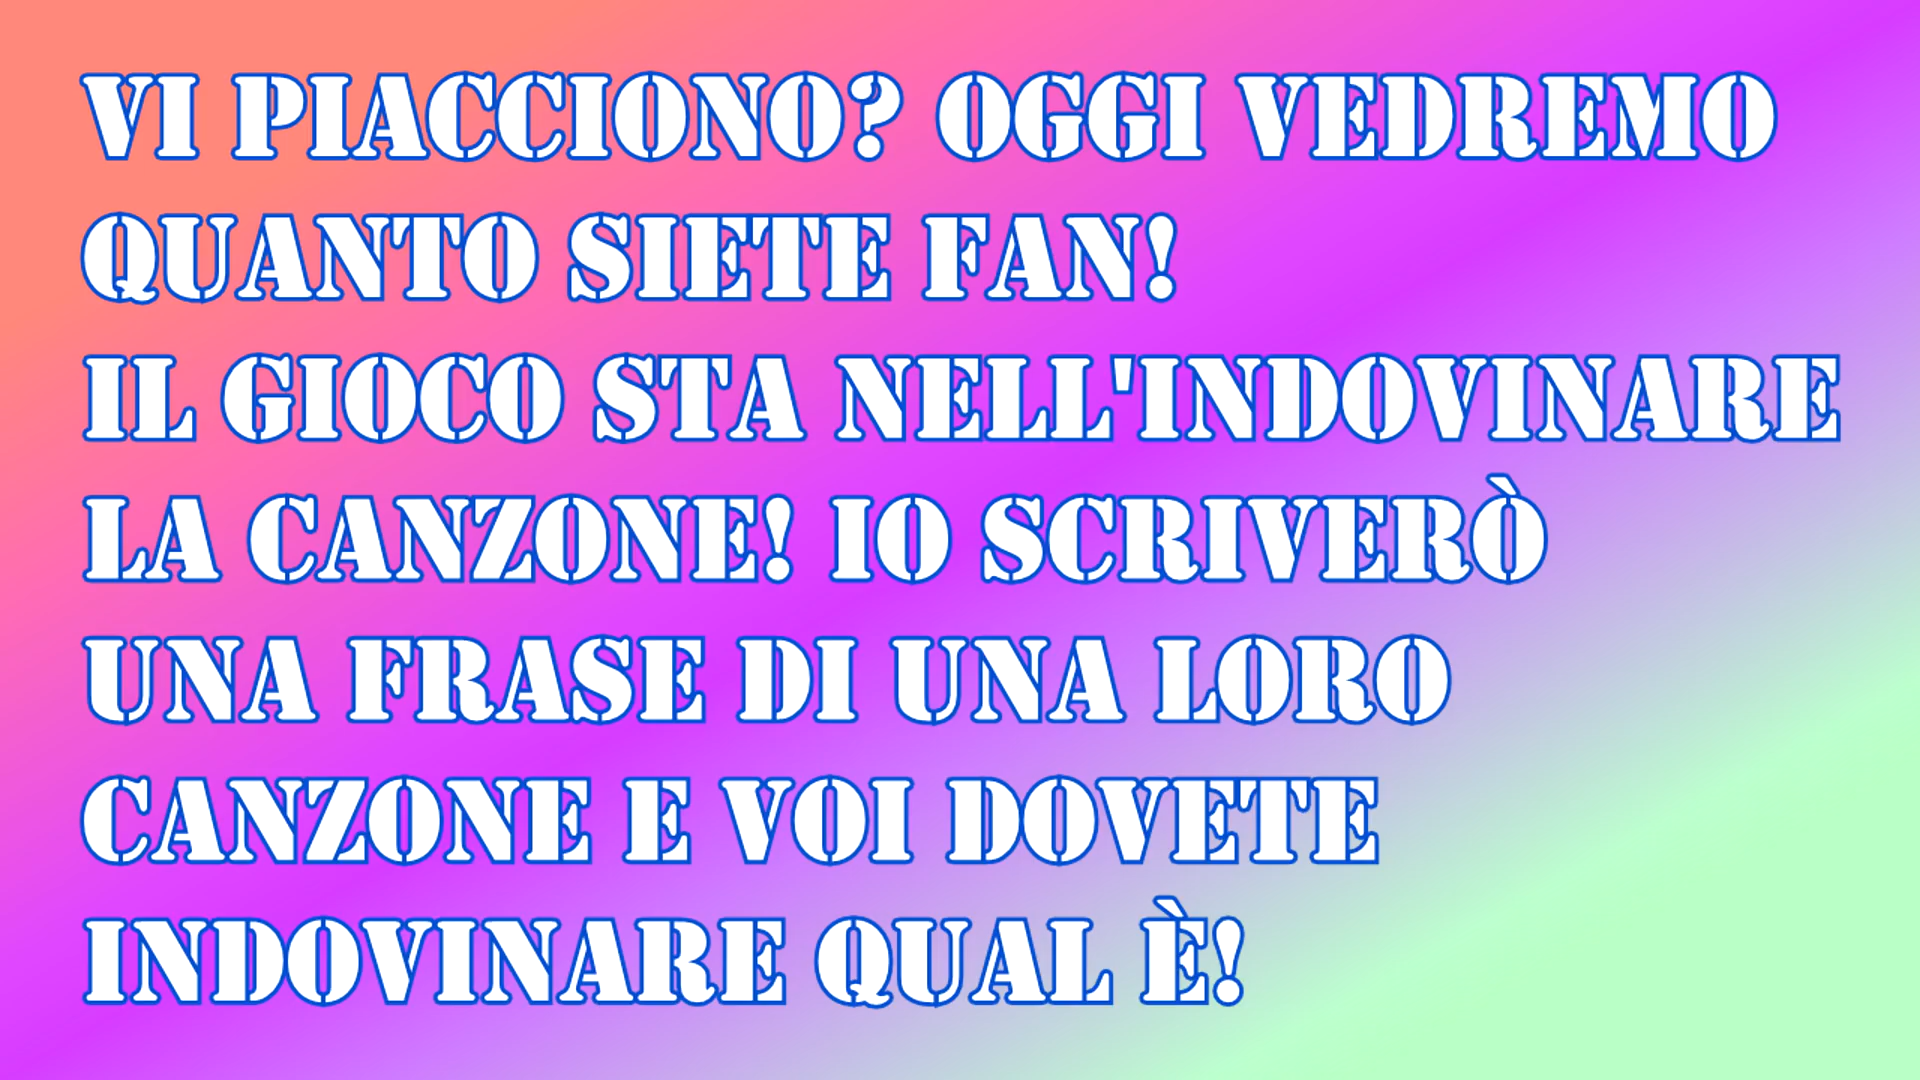 VI PIACCIONO? OGGI VEDREMO
QUANTO SIETE FAN!
IL GIOCO STA NELL'INDOVINARE
LA CANZONE! IO SCRIVERÒ
UNA FRASE DI UNA LORO
CANZONE E VOI DOVETE
INDOVINARE QUAL È!